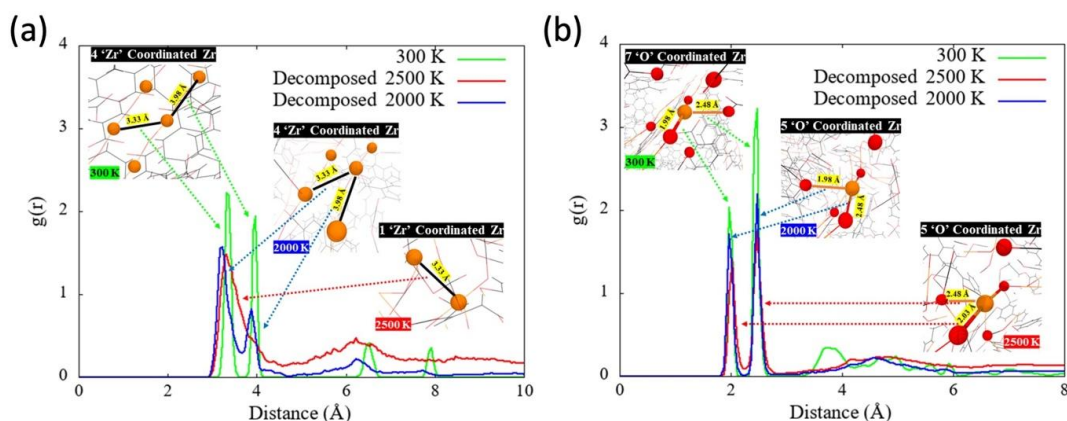 (a)
4
3
2
1
0
g(r)
0 2 4 6 8 10
Distance (Å)
300 K
Decomposed 2500 K
Decomposed 2000 K
4 ‘Zr’ Coordinated Zr
3.33 Å
3.98 Å
300 K
4 ‘Zr’ Coordinated Zr
3.33 Å
3.98 Å
2000 K
1 ‘Zr’ Coordinated Zr
3.33 Å
2500 K
(b)
4
3
2
1
0
g(r)
0 2 4 6 8
Distance (Å)
300 K
Decomposed 2500 K
Decomposed 2000 K
7 ‘O’ Coordinated Zr
2.48 Å
1.98 Å
300 K
5 ‘O’ Coordinated Zr
1.98 Å
2.48 Å
2000 K
5 ‘O’ Coordinated Zr
2.48 Å
2.03 Å
2500 K